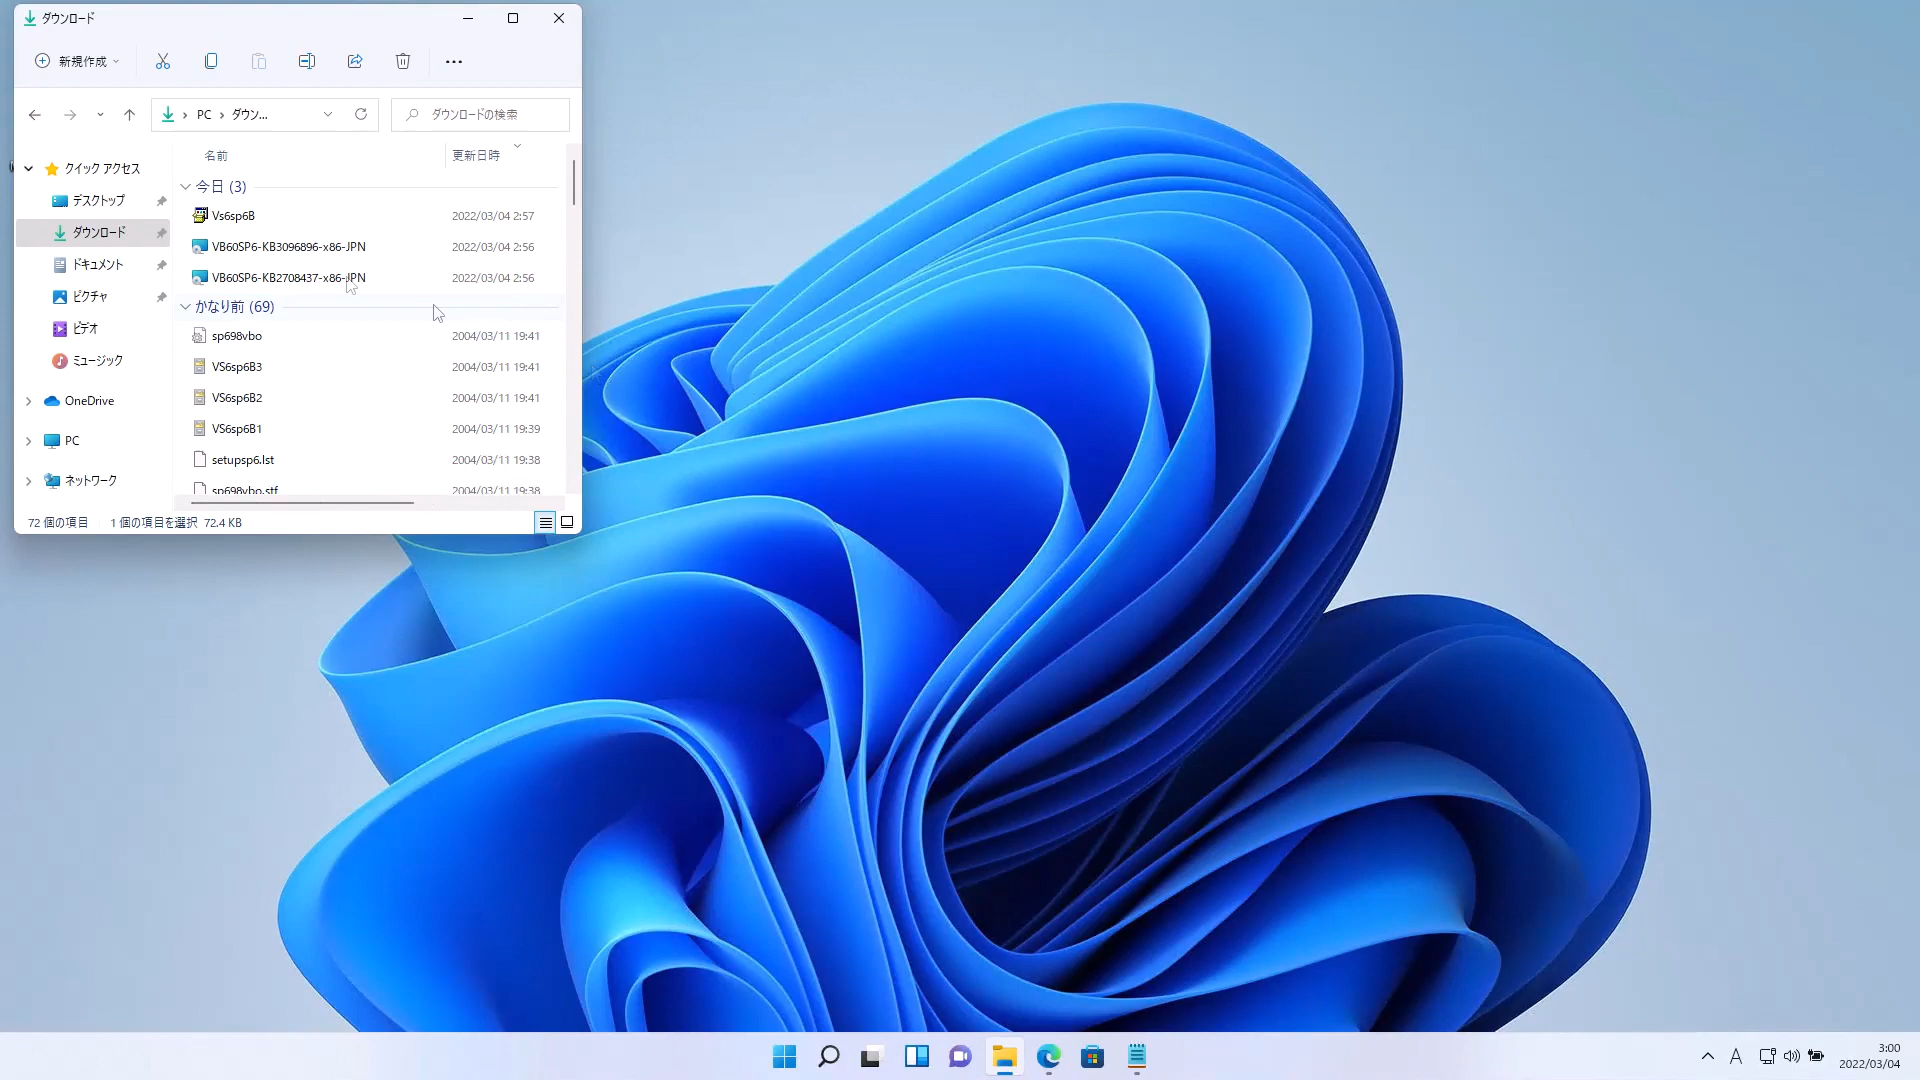 ダウンロード
新規作成
PC
ダウン...
ダウンロードの検索
名前
更新日時
クイック アクセス
デスクトップ
ダウンロード
ドキュメント
ピクチャ
ビデオ
ミュージック
OneDrive
PC
ネットワーク
今日 (3)
Vs6sp6B 2022/03/04 2:57
VB60SP6-KB3096896-x86-JPN 2022/03/04 2:56
VB60SP6-KB2708437-x86-JPN 2022/03/04 2:56
かなり前 (69)
sp698vbo 2004/03/11 19:41
VS6sp6B3 2004/03/11 19:41
VS6sp6B2 2004/03/11 19:41
VS6sp6B1 2004/03/11 19:39
setupsp6.lst 2004/03/11 19:38
sp698vbo.stf 2004/03/11 19:38
72 個の項目
1 個の項目を選択 72.4 KB
A
3:00
2022/03/04